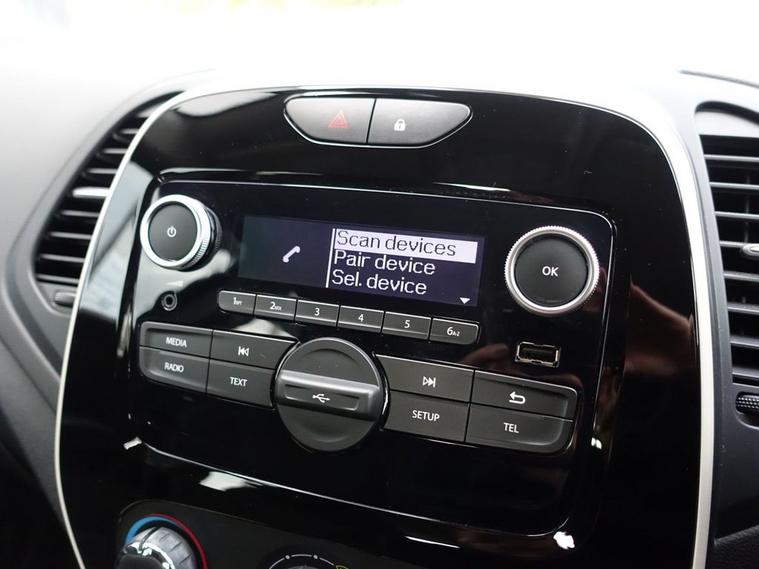 Scan devices
Pair device
Sel. device
OK
1
2
3
4
5
6
MEDIA
RADIO
TEXT
SETUP
TEL